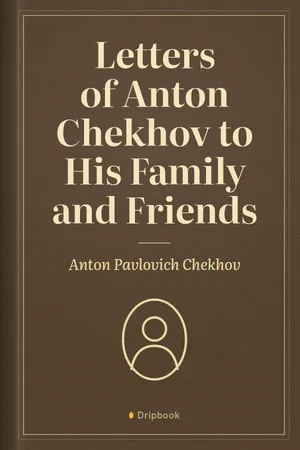 Letters
of Anton
Chekhov to
His Family
and Friends
Anton Pavlovich Chekhov
Dripbook